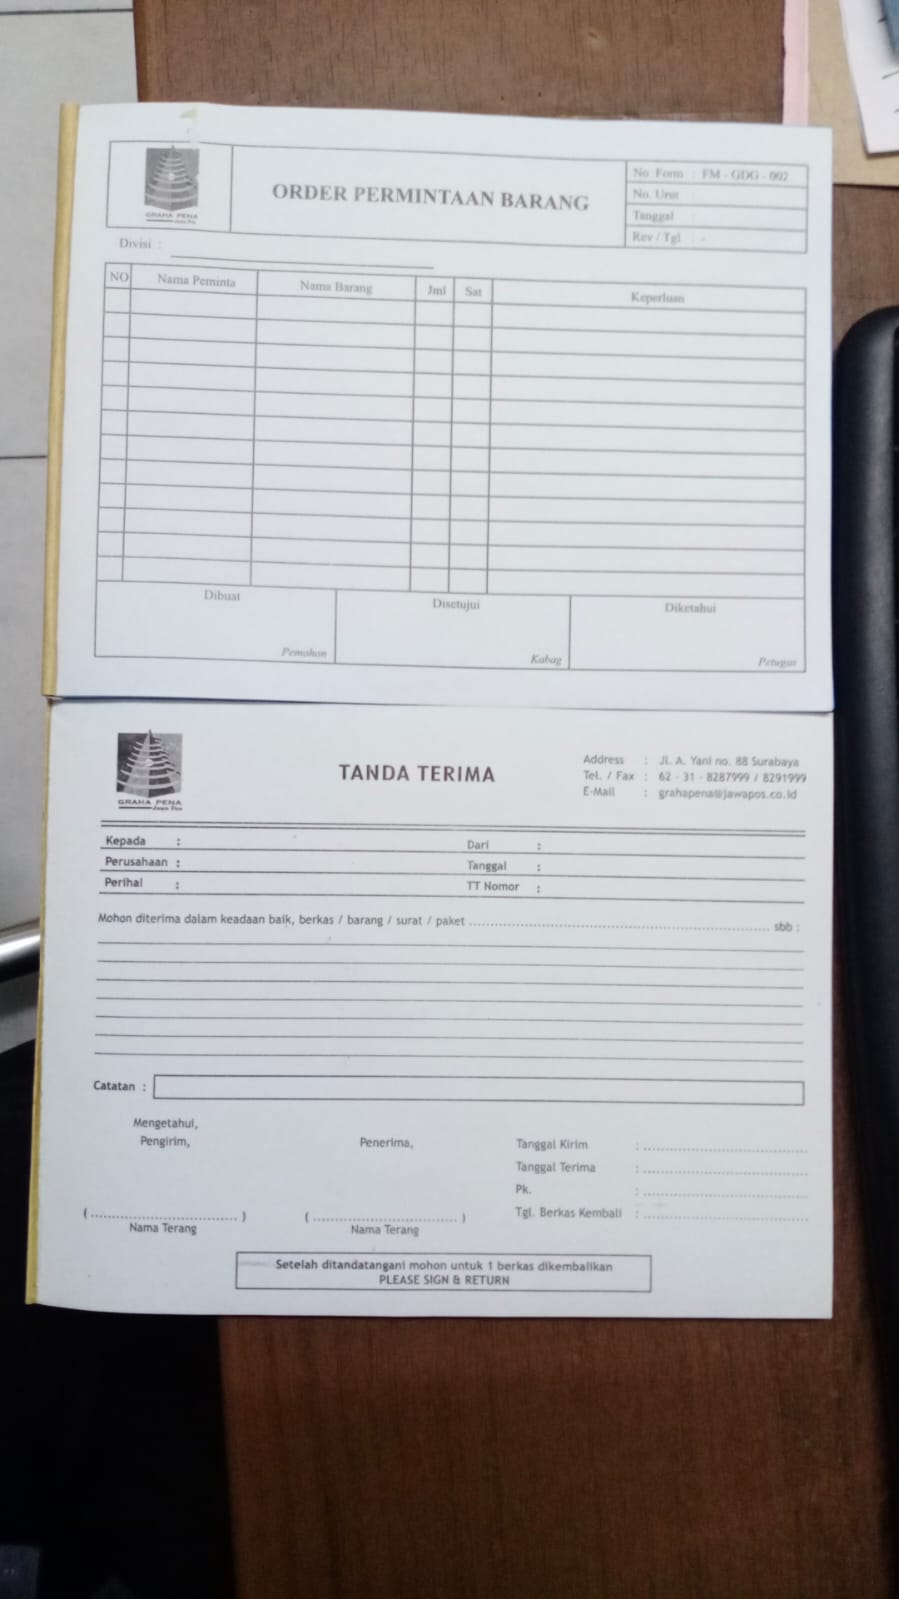 GRAHA PENA
Jawa Pos
ORDER PERMINTAAN BARANG
No. Form : FM - GDG - 002
No. Unit :
Tanggal :
Rev / Tgl : -
Divisi :
NO Nama Peminta Nama Barang Jml Sat Keperluan
Dibuat Disetujui Diketahui
Pemohon Kabag Petugas
GRAHA PENA
Jawa Pos
TANDA TERIMA
Address : Jl. A. Yani no. 88 Surabaya
Tel. / Fax : 62 - 31 - 8287999 / 8291999
E-Mail : grahapena@jawapos.co.id
Kepada : Dari :
Perusahaan : Tanggal :
Perihal : TT Nomor :
Mohon diterima dalam keadaan baik, berkas / barang / surat / paket ........................................ sbb :
Catatan :
Mengetahui,
Pengirim, Penerima, Tanggal Kirim : ........................................
Tanggal Terima : ........................................
Pk. : ........................................
( ........................................ ) ( ........................................ ) Tgl. Berkas Kembali : ........................................
Nama Terang Nama Terang
Setelah ditandatangani mohon untuk 1 berkas dikembalikan
PLEASE SIGN & RETURN